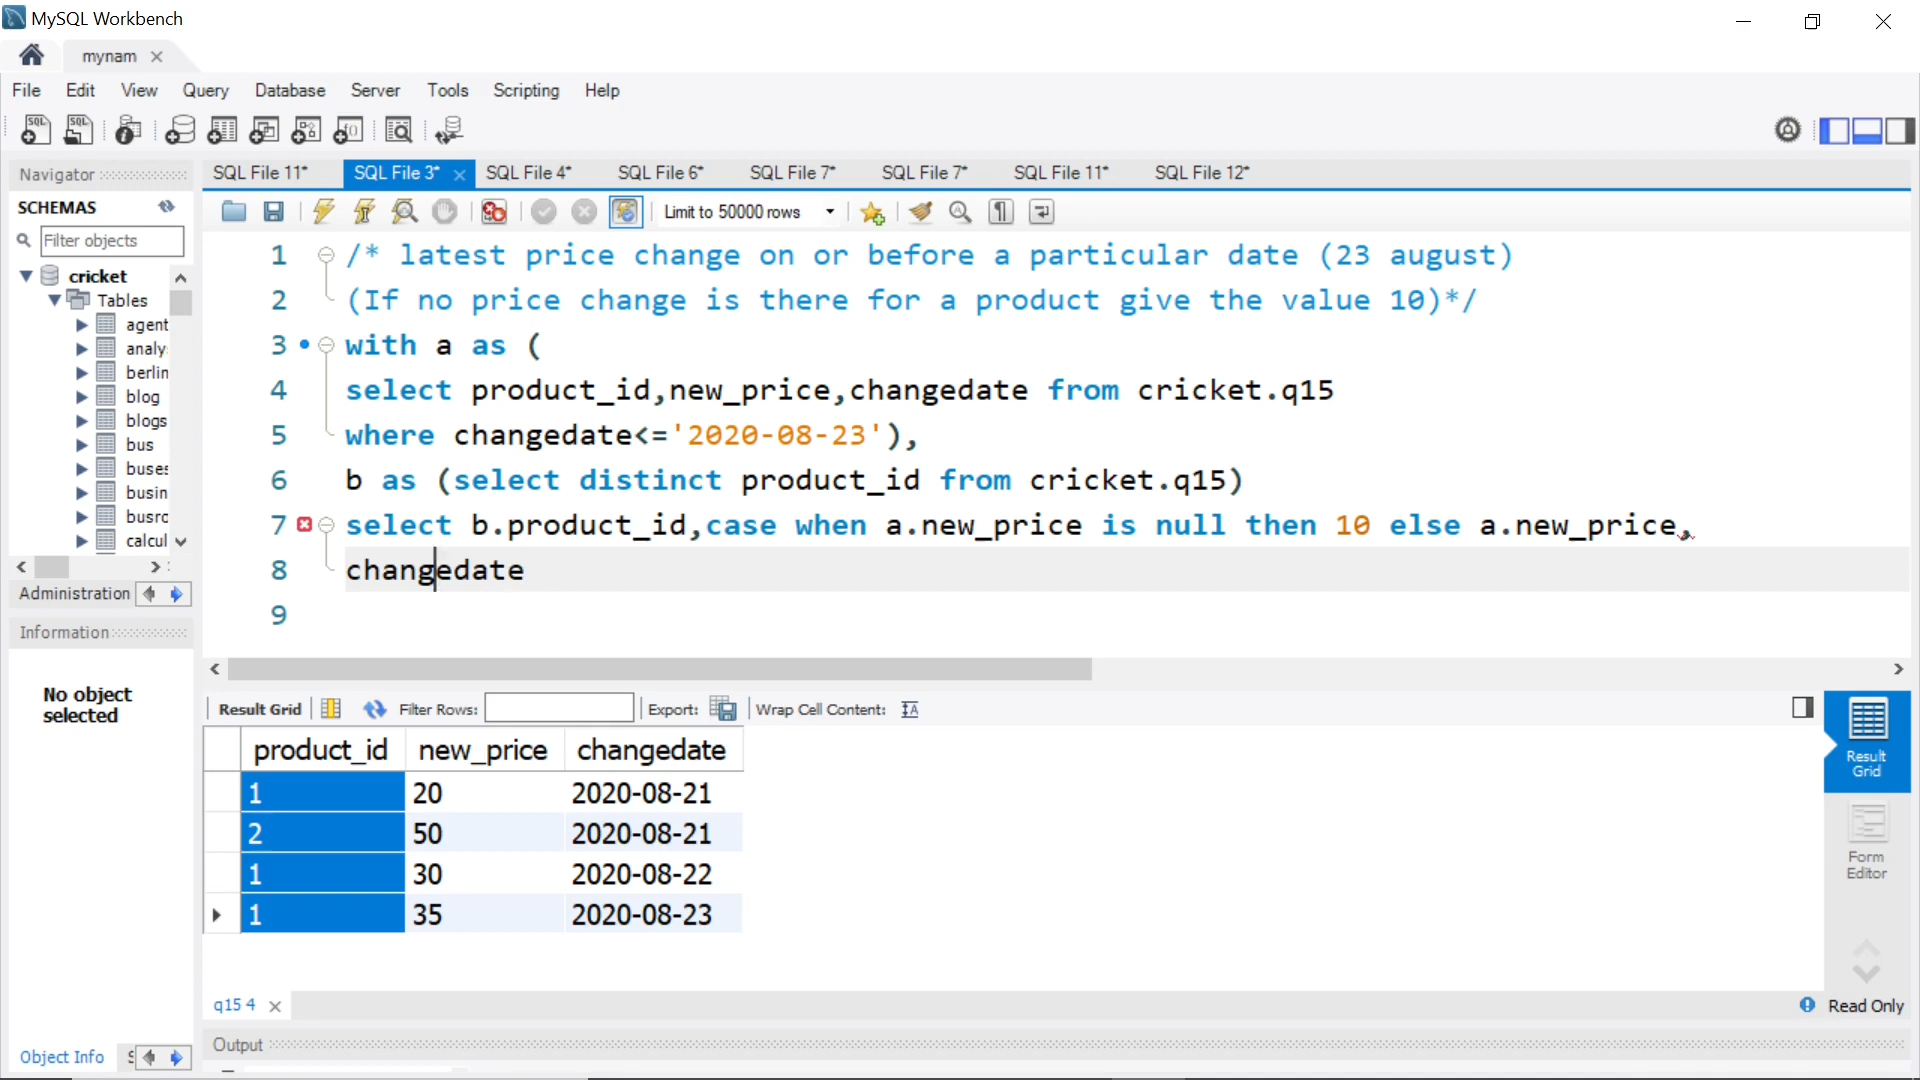 MySQL Workbench
mynam
File Edit View Query Database Server Tools Scripting Help
Navigator SQL File 11* SQL File 3* SQL File 4* SQL File 6* SQL File 7* SQL File 7* SQL File 11* SQL File 12*
SCHEMAS
Limit to 50000 rows
Filter objects
cricket
Tables
agent
analy
berlin
blog
blogs
bus
buses
busin
busro
calcul
Administration
Information
No object
selected
Object Info S
1 /* latest price change on or before a particular date (23 august)
2 (If no price change is there for a product give the value 10)*/
3 with a as (
4 select product_id,new_price,changedate from cricket.q15
5 where changedate<='2020-08-23'),
6 b as (select distinct product_id from cricket.q15)
7 select b.product_id,case when a.new_price is null then 10 else a.new_price,
8 changedate
9
Result Grid Filter Rows: Export: Wrap Cell Content:
product_id new_price changedate
1 20 2020-08-21
2 50 2020-08-21
1 30 2020-08-22
1 35 2020-08-23
Result
Grid
Form
Editor
q15 4
Read Only
Output